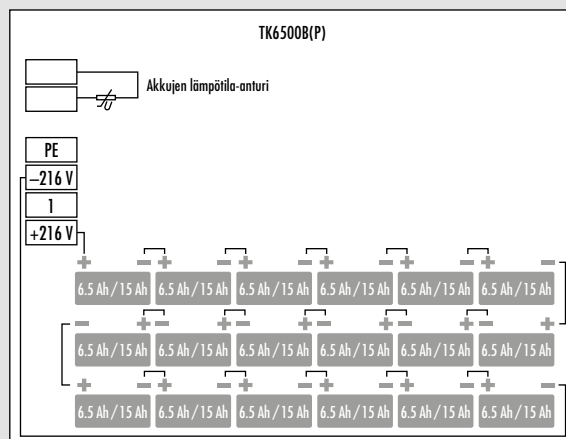 TK6500B(P)
Akkujen lämpötila-anturi
PE
–216 V
1
+216 V
+ – + – + – + – + – + –
6.5 Ah / 15 Ah 6.5 Ah / 15 Ah 6.5 Ah / 15 Ah 6.5 Ah / 15 Ah 6.5 Ah / 15 Ah 6.5 Ah / 15 Ah
– + – + – + – + – + – +
6.5 Ah / 15 Ah 6.5 Ah / 15 Ah 6.5 Ah / 15 Ah 6.5 Ah / 15 Ah 6.5 Ah / 15 Ah 6.5 Ah / 15 Ah
+ – + – + – + – + – + –
6.5 Ah / 15 Ah 6.5 Ah / 15 Ah 6.5 Ah / 15 Ah 6.5 Ah / 15 Ah 6.5 Ah / 15 Ah 6.5 Ah / 15 Ah